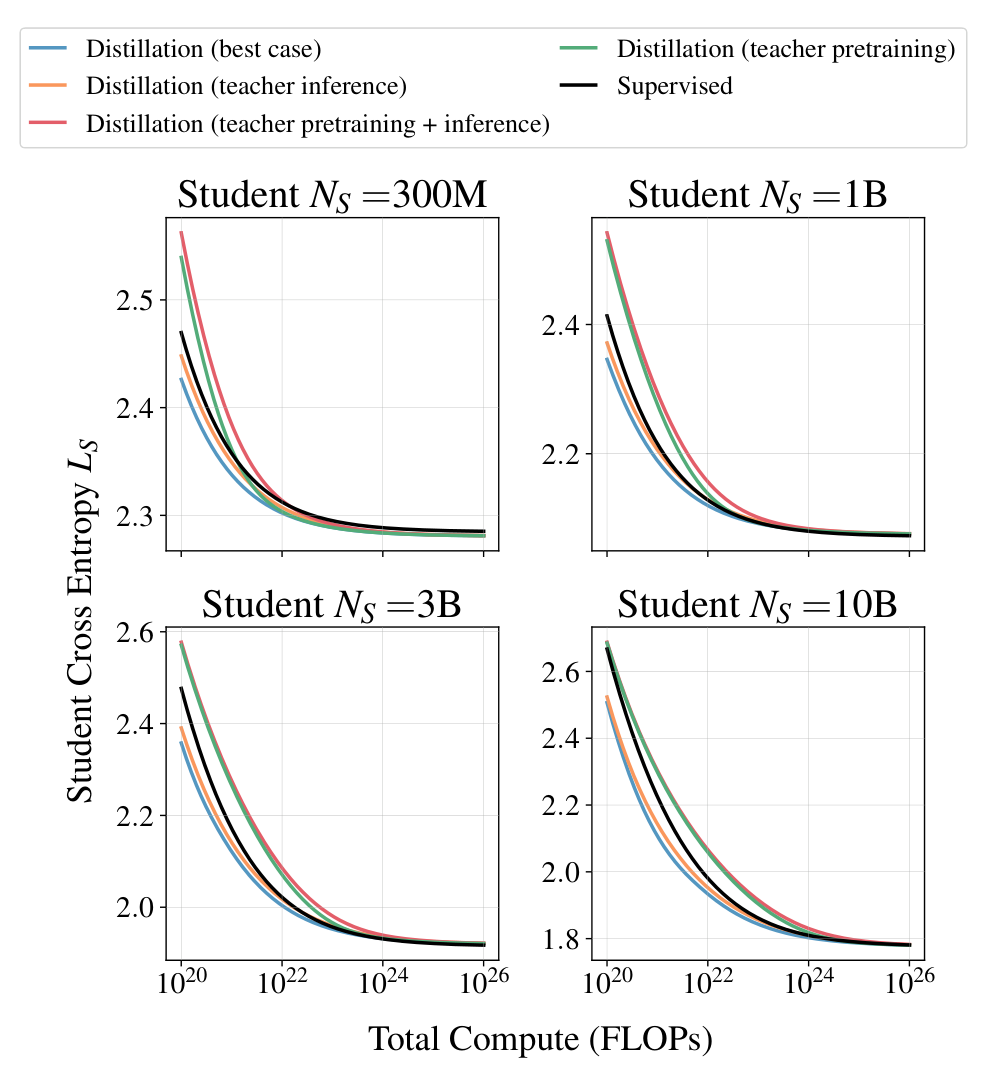 Distillation (best case)
Distillation (teacher inference)
Distillation (teacher pretraining + inference)
Distillation (teacher pretraining)
Supervised
Student N_S =300M
Student N_S =1B
2.5
2.4
2.3
2.4
2.2
Student N_S =3B
Student N_S =10B
2.6
2.4
2.2
2.0
2.6
2.4
2.2
2.0
1.8
10^20 10^22 10^24 10^26
10^20 10^22 10^24 10^26
Student Cross Entropy L_S
Total Compute (FLOPs)